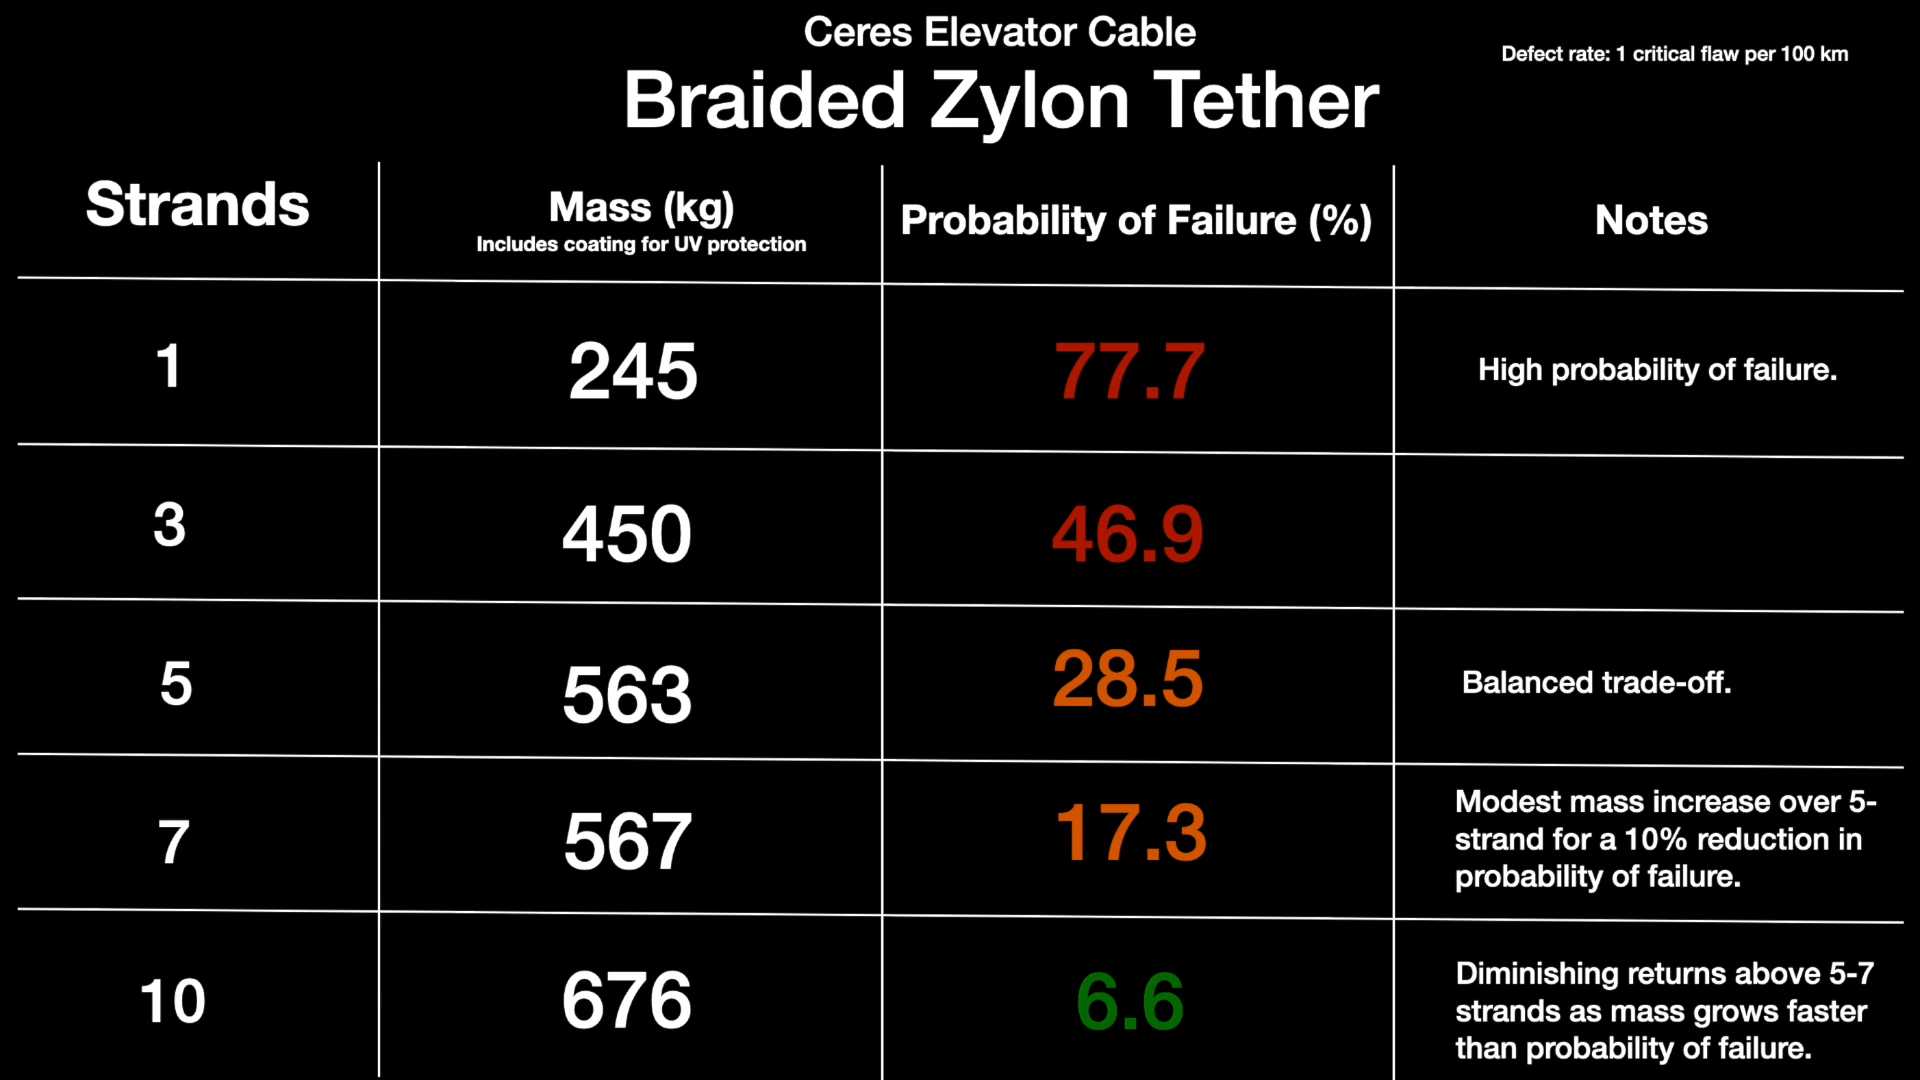 Ceres Elevator Cable
Defect rate: 1 critical flaw per 100 km
Braided Zylon Tether
Strands
Mass (kg)
Includes coating for UV protection
Probability of Failure (%)
Notes
1
245
77.7
High probability of failure.
3
450
46.9
5
563
28.5
Balanced trade-off.
7
567
17.3
Modest mass increase over 5-
strand for a 10% reduction in
probability of failure.
10
676
6.6
Diminishing returns above 5-7
strands as mass grows faster
than probability of failure.